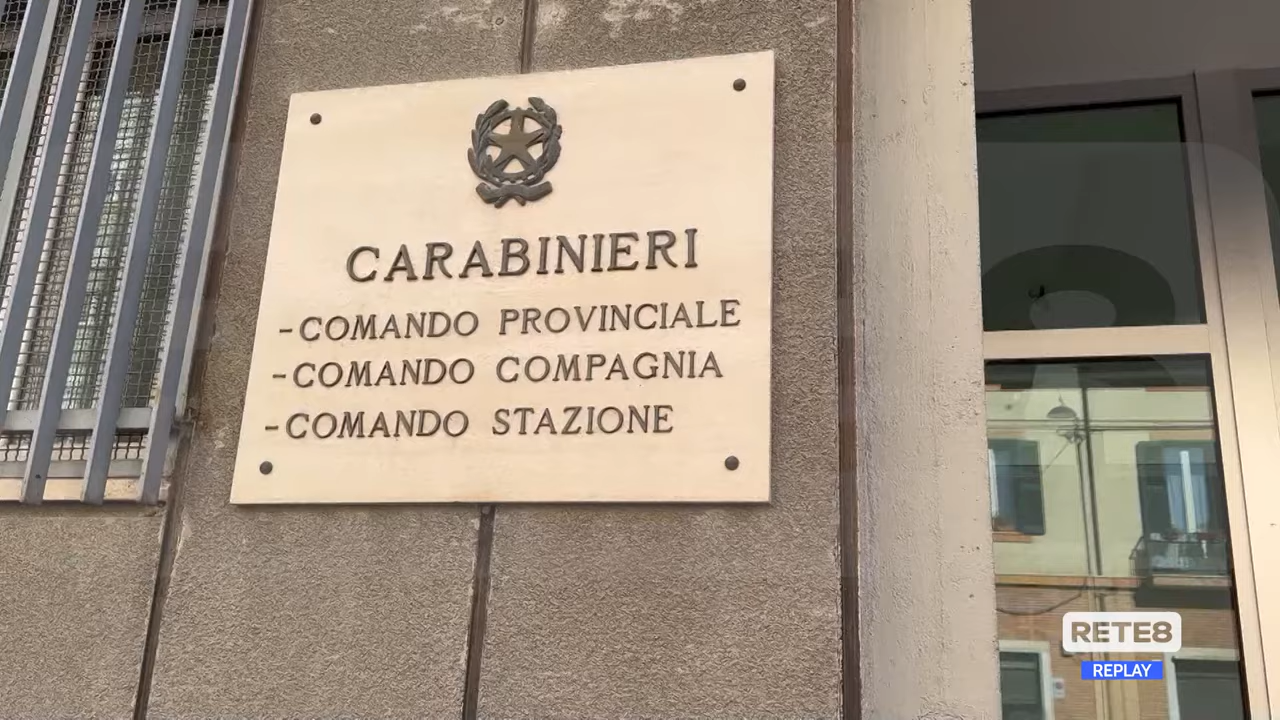 CARABINIERI
-COMANDO PROVINCIALE
-COMANDO COMPAGNIA
-COMANDO STAZIONE
RETE8
REPLAY